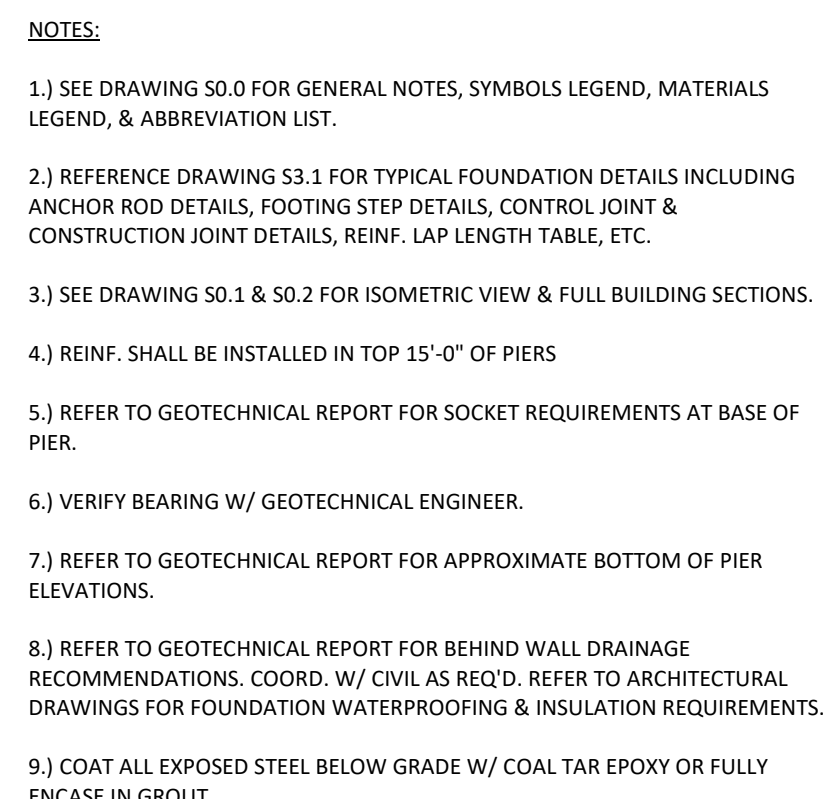 NOTES:
1.) SEE DRAWING S0.0 FOR GENERAL NOTES, SYMBOLS LEGEND, MATERIALS
LEGEND, & ABBREVIATION LIST.
2.) REFERENCE DRAWING S3.1 FOR TYPICAL FOUNDATION DETAILS INCLUDING
ANCHOR ROD DETAILS, FOOTING STEP DETAILS, CONTROL JOINT &
CONSTRUCTION JOINT DETAILS, REINF. LAP LENGTH TABLE, ETC.
3.) SEE DRAWING S0.1 & S0.2 FOR ISOMETRIC VIEW & FULL BUILDING SECTIONS.
4.) REINF. SHALL BE INSTALLED IN TOP 15'-0" OF PIERS
5.) REFER TO GEOTECHNICAL REPORT FOR SOCKET REQUIREMENTS AT BASE OF
PIER.
6.) VERIFY BEARING W/ GEOTECHNICAL ENGINEER.
7.) REFER TO GEOTECHNICAL REPORT FOR APPROXIMATE BOTTOM OF PIER
ELEVATIONS.
8.) REFER TO GEOTECHNICAL REPORT FOR BEHIND WALL DRAINAGE
RECOMMENDATIONS. COORD. W/ CIVIL AS REQ'D. REFER TO ARCHITECTURAL
DRAWINGS FOR FOUNDATION WATERPROOFING & INSULATION REQUIREMENTS.
9.) COAT ALL EXPOSED STEEL BELOW GRADE W/ COAL TAR EPOXY OR FULLY
ENCASE IN GROUT